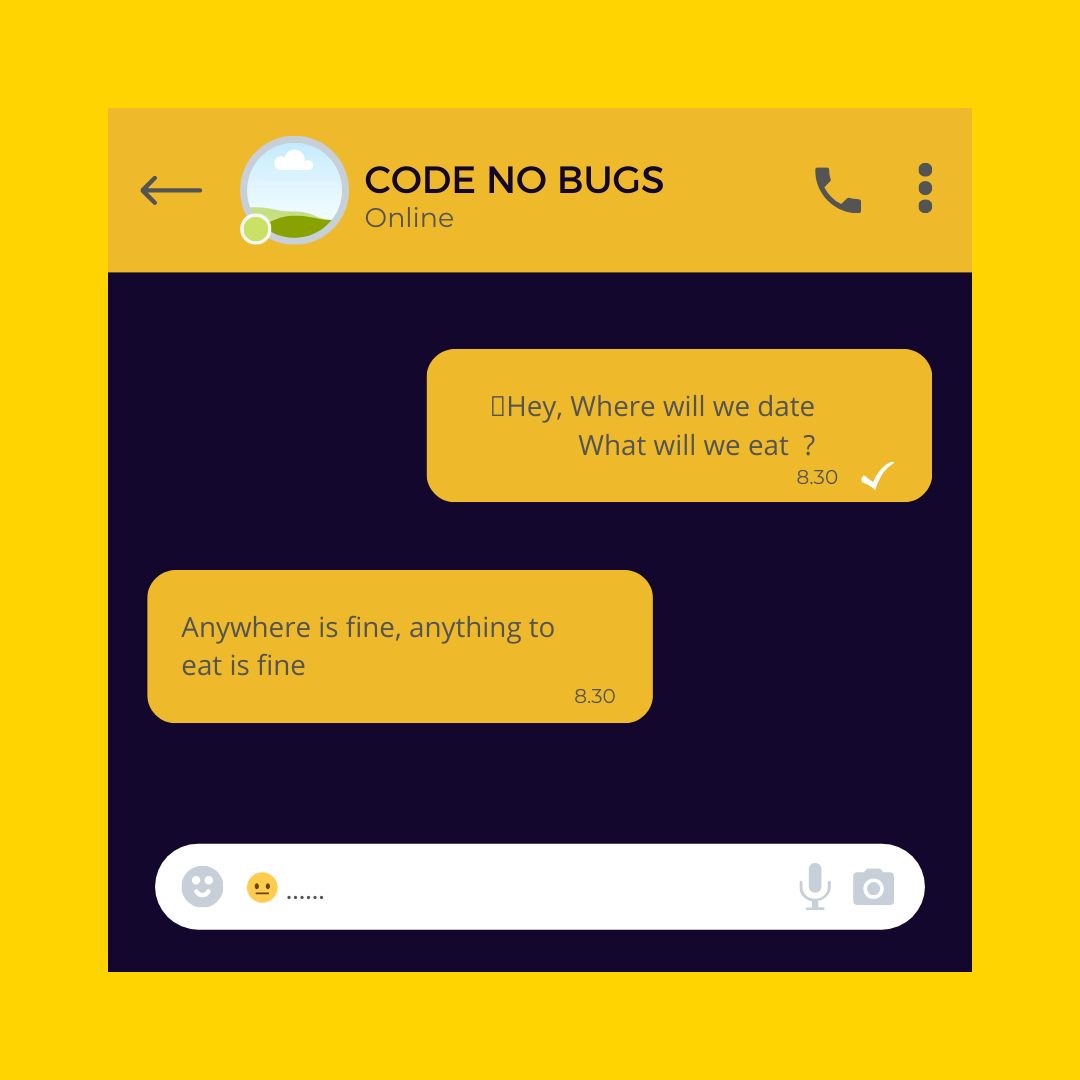 CODE NO BUGS
Online
Hey, Where will we date
What will we eat  ?
8.30
Anywhere is fine, anything to
eat is fine
8.30
😐......